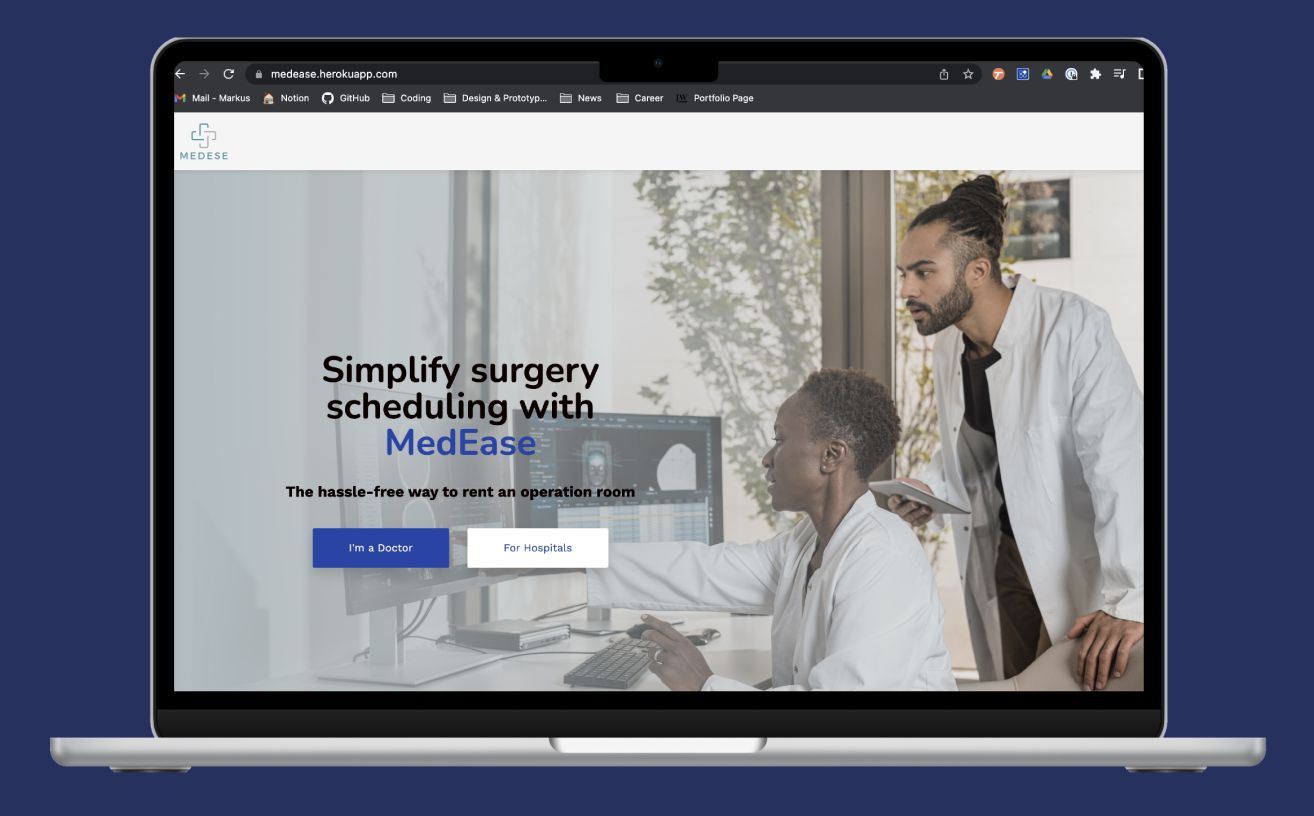 medease.herokuapp.com
Mail - Markus Notion GitHub Coding Design & Prototyp... News Career Portfolio Page
MEDESE
Simplify surgery
scheduling with
MedEase
The hassle-free way to rent an operation room
I'm a Doctor For Hospitals